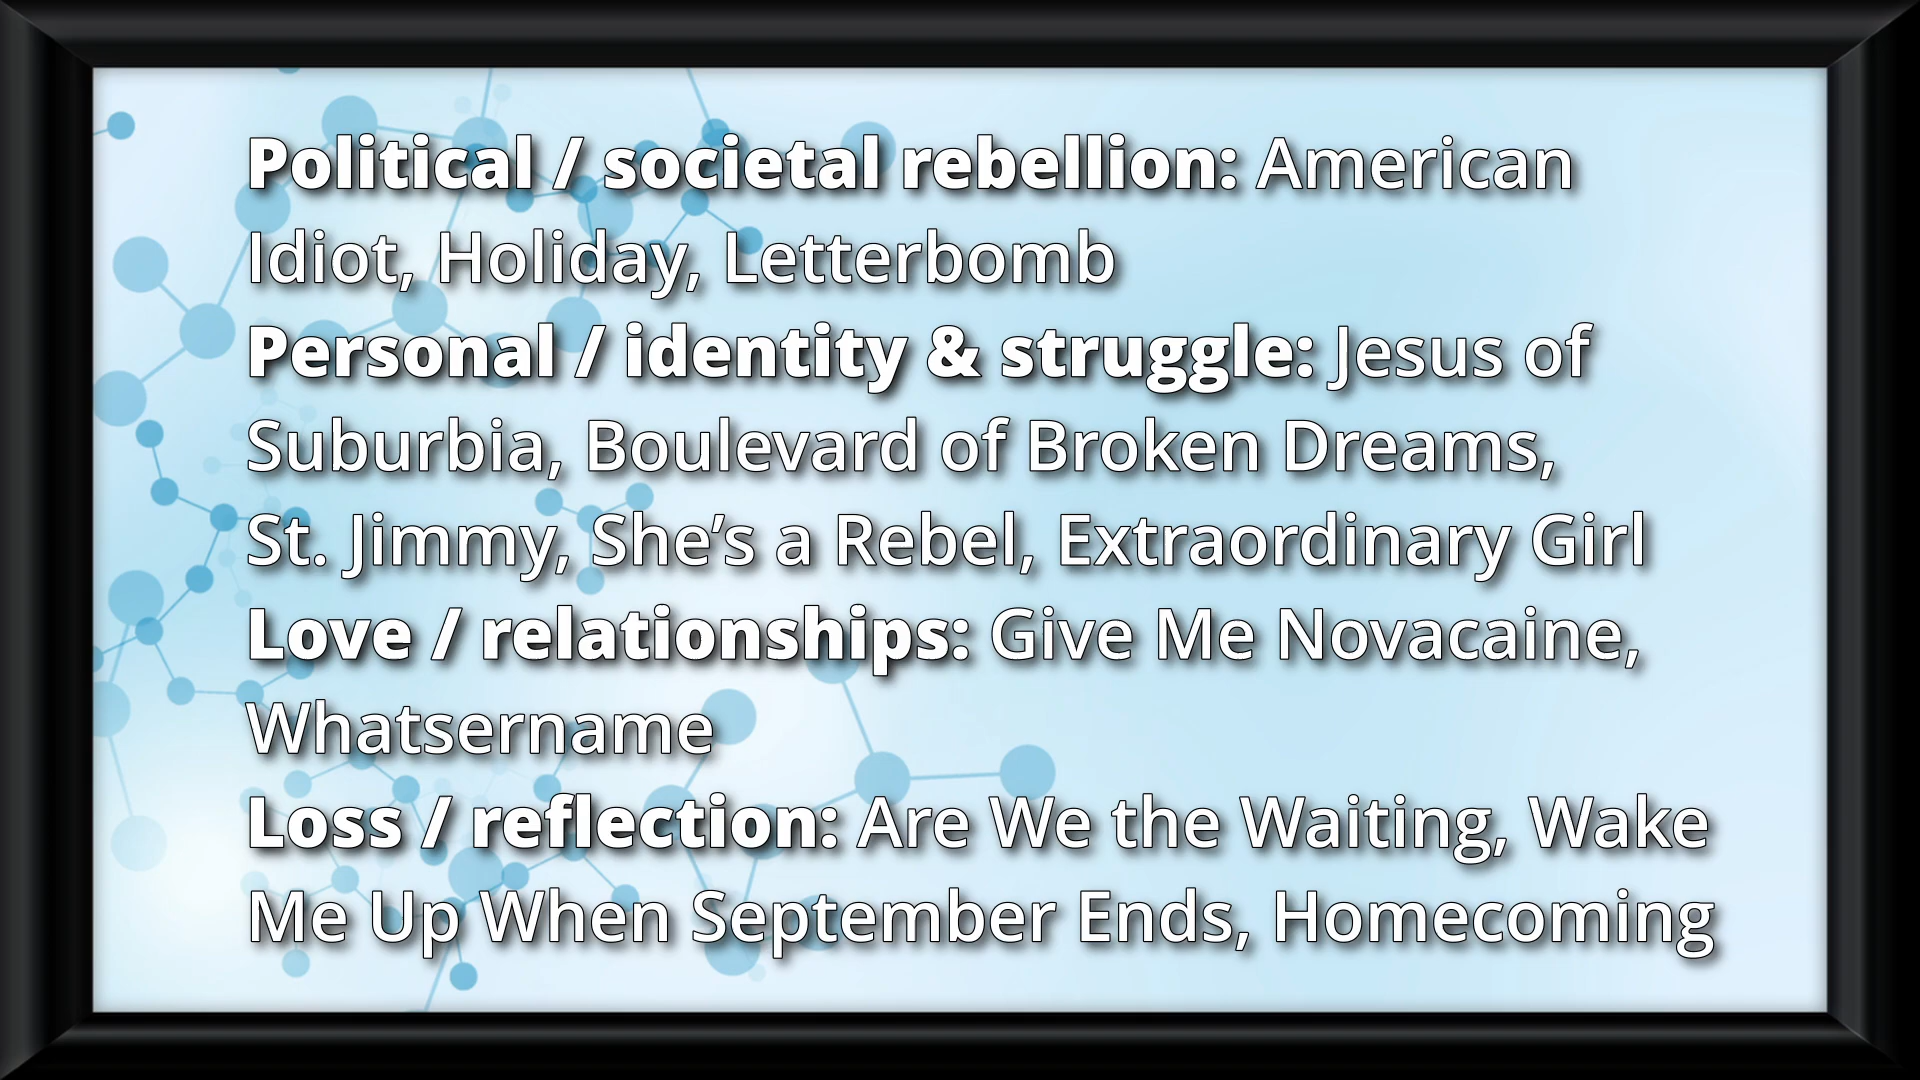 Political / societal rebellion: American
Idiot, Holiday, Letterbomb
Personal / identity & struggle: Jesus of
Suburbia, Boulevard of Broken Dreams,
St. Jimmy, She’s a Rebel, Extraordinary Girl
Love / relationships: Give Me Novacaine,
Whatsername
Loss / reflection: Are We the Waiting, Wake
Me Up When September Ends, Homecoming